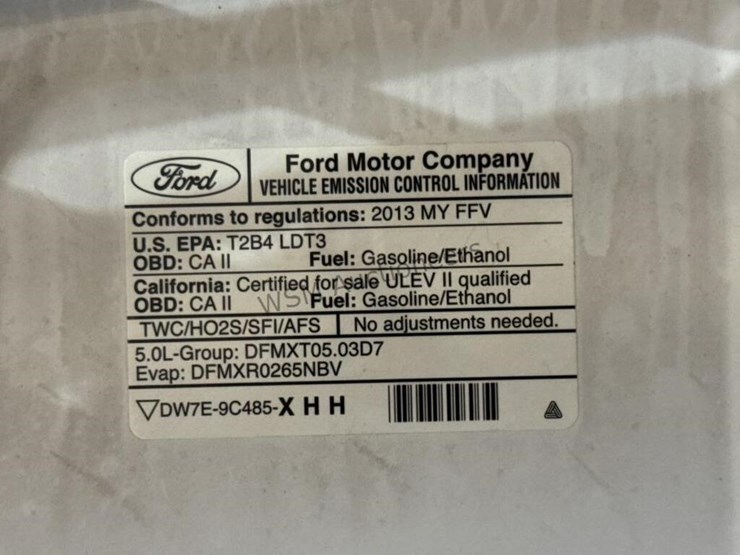 Ford
Ford Motor Company
VEHICLE EMISSION CONTROL INFORMATION
Conforms to regulations: 2013 MY FFV
U.S. EPA: T2B4 LDT3
OBD: CA II Fuel: Gasoline/Ethanol
California: Certified for sale ULEV II qualified
OBD: CA II Fuel: Gasoline/Ethanol
TWC/HO2S/SFI/AFS No adjustments needed.
5.0L-Group: DFMXT05.03D7
Evap: DFMXR0265NBV
DW7E-9C485-X H H
WSM Auctioneers